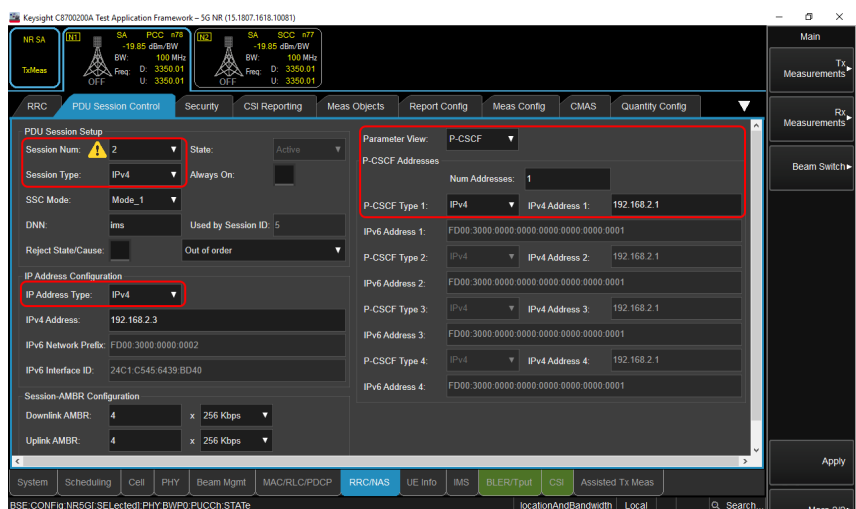 Keysight C8700200A Test Application Framework – 5G NR (15.1807.1618.10081)
NR SA
TxMeas
N1
SA PCC n78
-19.85 dBm/BW
BW: 100 MHz
Freq: D: 3350.01
U: 3350.01
OFF
N2
SA SCC n77
-19.85 dBm/BW
BW: 100 MHz
Freq: D: 3350.01
U: 3350.01
OFF
RRC PDU Session Control Security CSI Reporting Meas Objects Report Config Meas Config CMAS Quantity Config
PDU Session Setup
Session Num: 2 State: Active
Session Type: IPv4 Always On:
SSC Mode: Mode_1
DNN: ims Used by Session ID: 5
Reject State/Cause: Out of order
IP Address Configuration
IP Address Type: IPv4
IPv4 Address: 192.168.2.3
IPv6 Network Prefix: FD00:3000:0000:0002
IPv6 Interface ID: 24C1:C545:6439:BD40
Session-AMBR Configuration
Downlink AMBR: 4 x 256 Kbps
Uplink AMBR: 4 x 256 Kbps
Parameter View: P-CSCF
P-CSCF Addresses
Num Addresses: 1
P-CSCF Type 1: IPv4 IPv4 Address 1: 192.168.2.1
IPv6 Address 1: FD00:3000:0000:0000:0000:0000:0000:0001
P-CSCF Type 2: IPv4 IPv4 Address 2: 192.168.2.1
IPv6 Address 2: FD00:3000:0000:0000:0000:0000:0000:0001
P-CSCF Type 3: IPv4 IPv4 Address 3: 192.168.2.1
IPv6 Address 3: FD00:3000:0000:0000:0000:0000:0000:0001
P-CSCF Type 4: IPv4 IPv4 Address 4: 192.168.2.1
IPv6 Address 4: FD00:3000:0000:0000:0000:0000:0000:0001
System Scheduling Cell PHY Beam Mgmt MAC/RLC/PDCP RRC/NAS UE Info IMS BLER/Tput CSI Assisted Tx Meas
BSE:CONFig:NR5G[:SELected]:PHY:BWP0:PUCCh:STATe locationAndBandwidth Local Search...
Main
Tx
Measurements
Rx
Measurements
Beam Switch
Apply